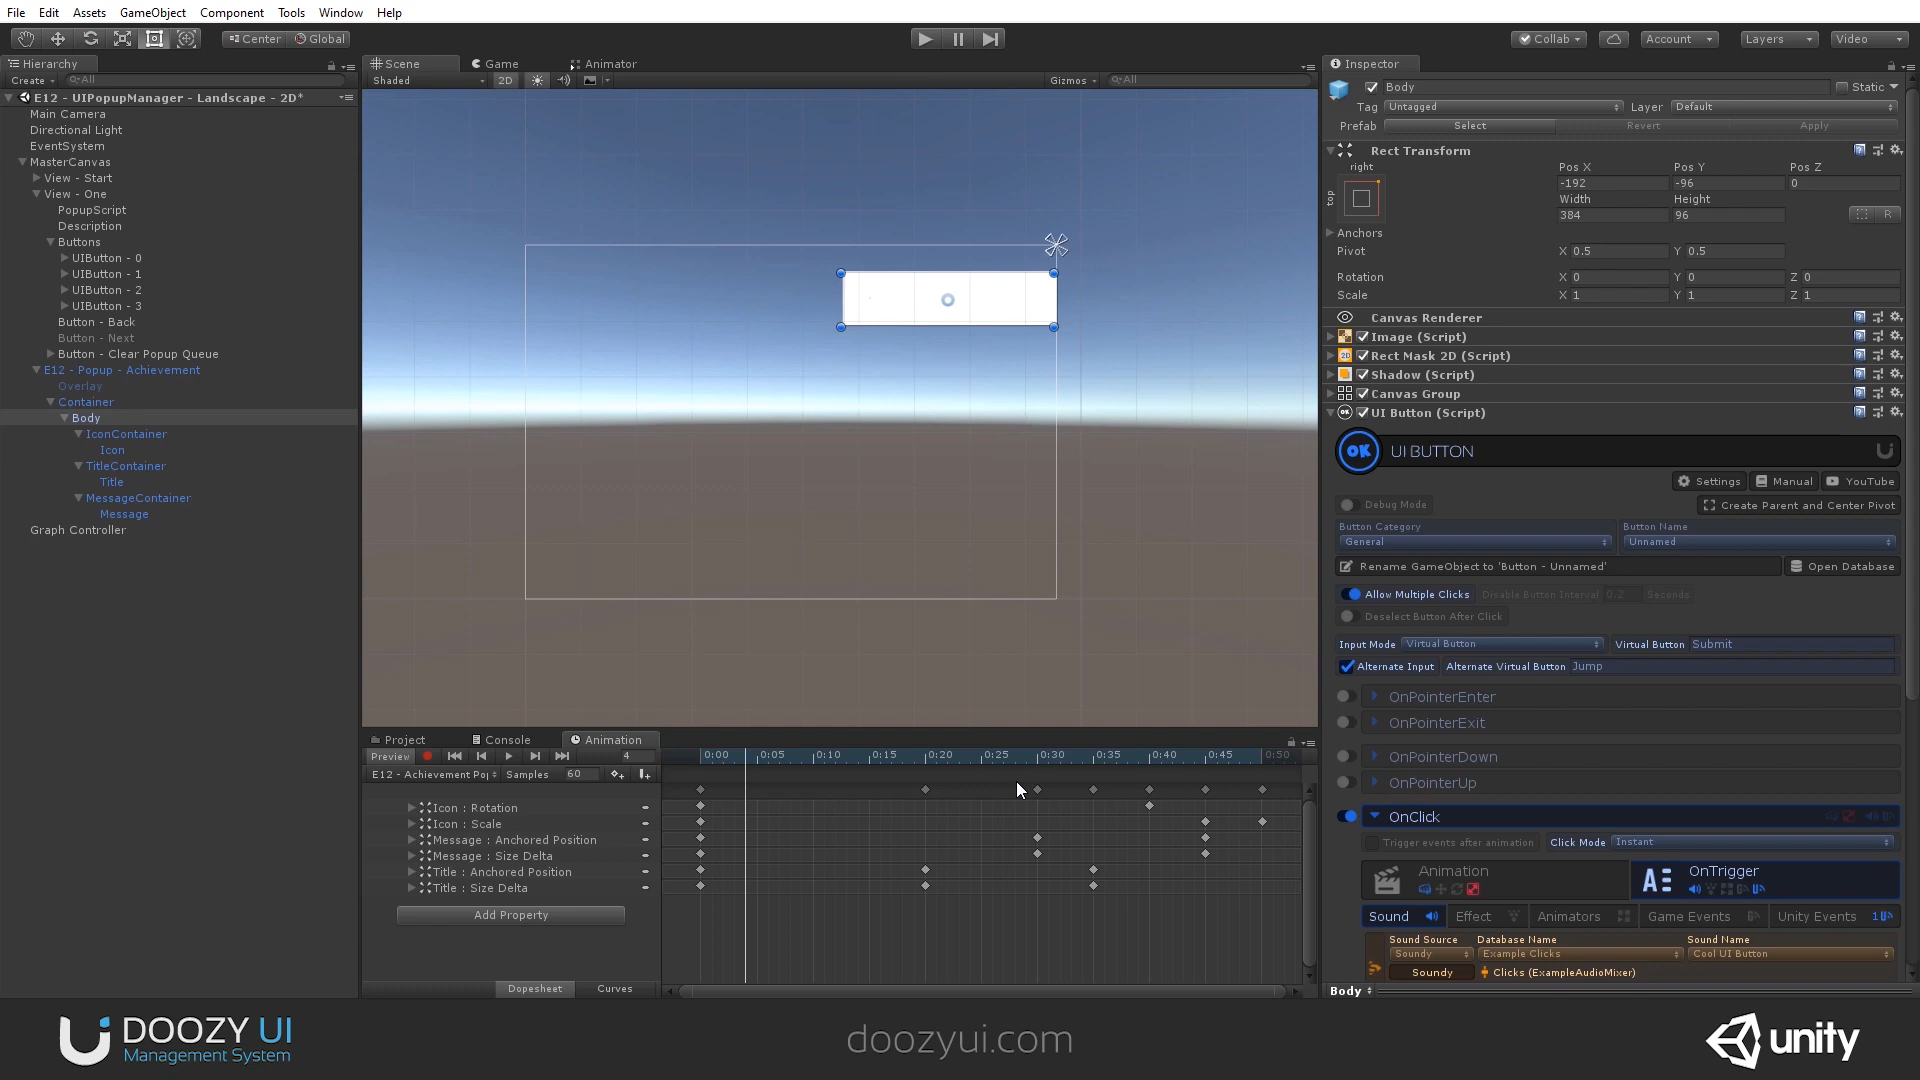 File Edit Assets GameObject Component Tools Window Help
Center Global
Collab Account Layers Video
Hierarchy
Create All
E12 - UIPopupManager - Landscape - 2D*
Main Camera
Directional Light
EventSystem
MasterCanvas
View - Start
View - One
PopupScript
Description
Buttons
UIButton - 0
UIButton - 1
UIButton - 2
UIButton - 3
Button - Back
Button - Next
Button - Clear Popup Queue
E12 - Popup - Achievement
Overlay
Container
Body
IconContainer
Icon
TitleContainer
Title
MessageContainer
Message
Graph Controller
Scene Game Animator
Shaded 2D Gizmos All
Project Console Animation
Preview 4 0:00 0:05 0:10 0:15 0:20 0:25 0:30 0:35 0:40 0:45 0:50
E12 - Achievement Po Samples 60
Icon : Rotation
Icon : Scale
Message : Anchored Position
Message : Size Delta
Title : Anchored Position
Title : Size Delta
Add Property
Dopesheet Curves
Inspector
Body Static
Tag Untagged Layer Default
Prefab Select Revert Apply
Rect Transform
right
top
Pos X Pos Y Pos Z
-192 -96 0
Width Height
384 96 R
Anchors
Pivot X 0.5 Y 0.5
Rotation X 0 Y 0 Z 0
Scale X 1 Y 1 Z 1
Canvas Renderer
Image (Script)
2D Rect Mask 2D (Script)
Shadow (Script)
Canvas Group
OK UI Button (Script)
OK UI BUTTON
Settings Manual YouTube
Debug Mode Create Parent and Center Pivot
Button Category Button Name
General Unnamed
Rename GameObject to 'Button - Unnamed' Open Database
Allow Multiple Clicks Disable Button Interval 0.2 Seconds
Deselect Button After Click
Input Mode Virtual Button Virtual Button Submit
Alternate Input Alternate Virtual Button Jump
OnPointerEnter
OnPointerExit
OnPointerDown
OnPointerUp
OnClick
Trigger events after animation Click Mode Instant
Animation OnTrigger
Sound Effect Animators Game Events Unity Events 1
Sound Source Database Name Sound Name
Soundy Example Clicks Cool UI Button
Soundy Clicks (ExampleAudioMixer)
Body
DOOZY UI
Management System
doozyui.com
unity